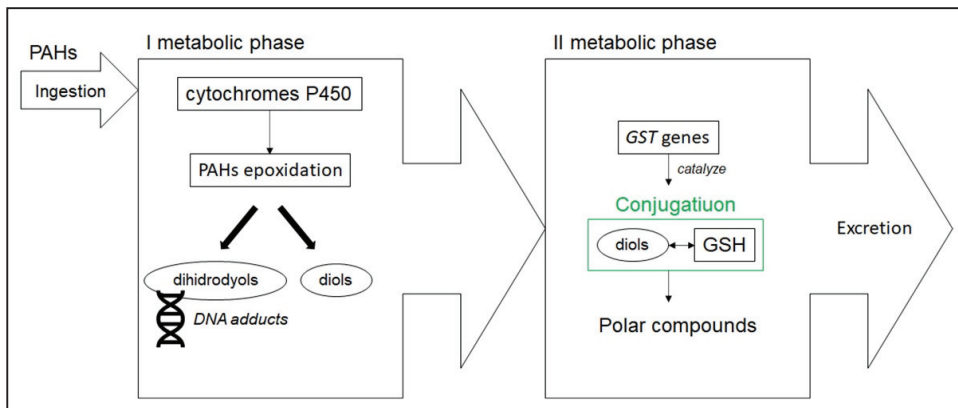 PAHs
Ingestion
I metabolic phase
cytochromes P450
PAHs epoxidation
dihidrodyols
diols
DNA adducts
II metabolic phase
GST genes
catalyze
Conjugatiuon
diols
GSH
Polar compounds
Excretion